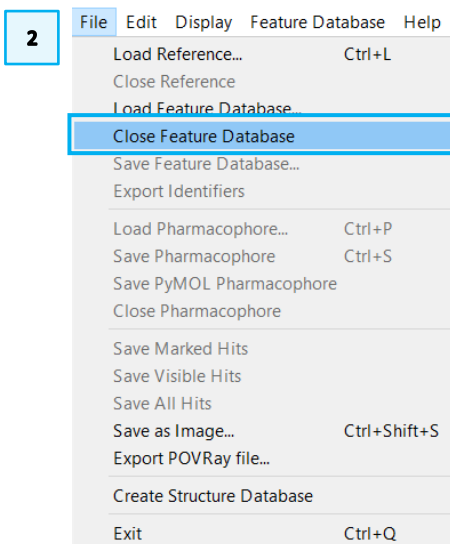 2
File Edit Display Feature Database Help
Load Reference... Ctrl+L
Close Reference
Load Feature Database...
Close Feature Database
Save Feature Database...
Export Identifiers
Load Pharmacophore... Ctrl+P
Save Pharmacophore Ctrl+S
Save PyMOL Pharmacophore
Close Pharmacophore
Save Marked Hits
Save Visible Hits
Save All Hits
Save as Image... Ctrl+Shift+S
Export POVRay file...
Create Structure Database
Exit Ctrl+Q